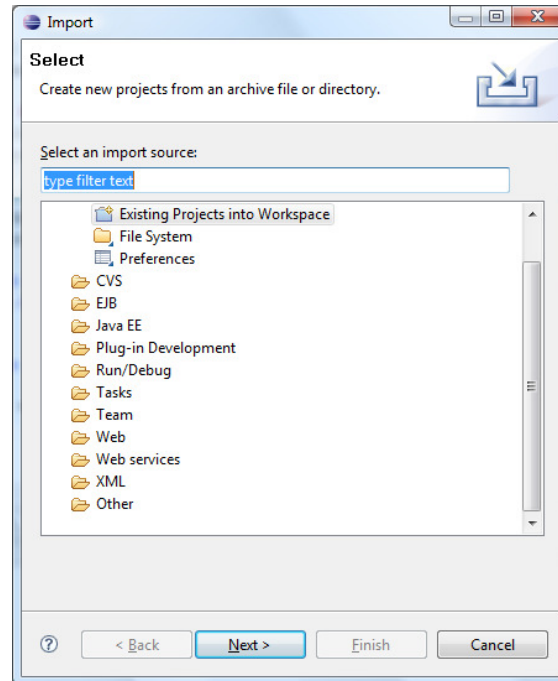 Import
Select
Create new projects from an archive file or directory.
Select an import source:
type filter text
Existing Projects into Workspace
File System
Preferences
CVS
EJB
Java EE
Plug-in Development
Run/Debug
Tasks
Team
Web
Web services
XML
Other
? < Back Next > Finish Cancel